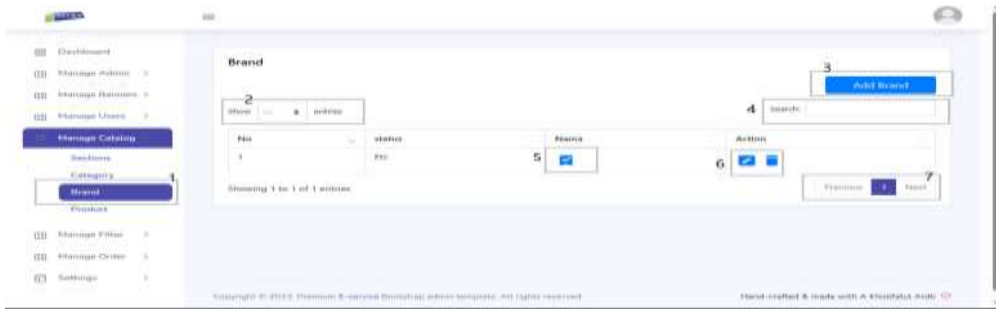 Dashboard
Manage Admin
Manage Banners
Manage Users
Manage Catalog
Sections
Category
1
Brand
Product
Manage Filter
Manage Order
Settings
Brand
3
Add Brand
2
Show entries
4
Search:
No status Nama Action
1
5
6
Showing 1 to 1 of 1 entries
7
Previous 1 Next
Copyright © Premium E-service Bootstrap admin template. All rights reserved
Hand-crafted & made with